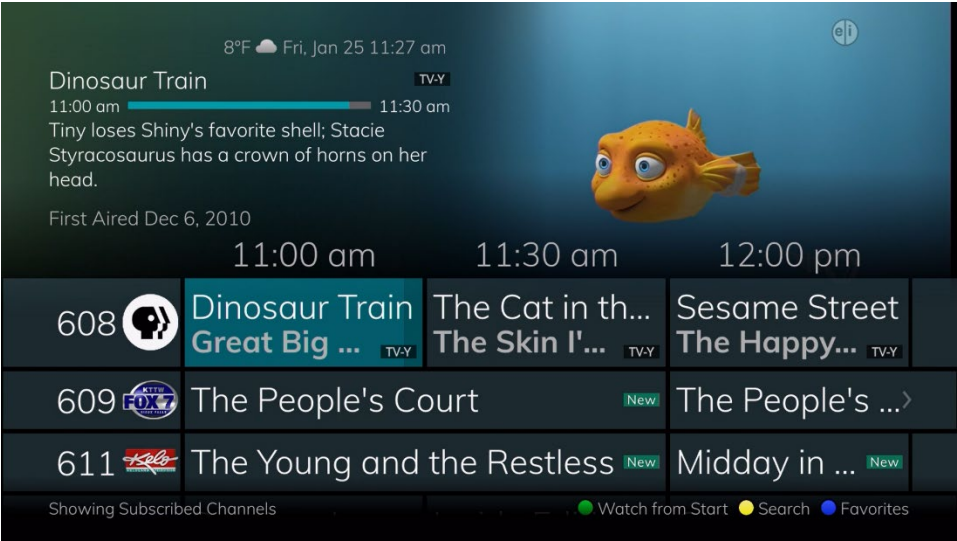 e|i
8°F Fri, Jan 25 11:27 am
Dinosaur Train TV-Y
11:00 am 11:30 am
Tiny loses Shiny's favorite shell; Stacie
Styracosaurus has a crown of horns on her
head.
First Aired Dec 6, 2010
11:00 am 11:30 am 12:00 pm
608 Dinosaur Train The Cat in th... Sesame Street
Great Big ... TV-Y The Skin I'... TV-Y The Happy... TV-Y
609 KTTW FOX 7 The People's Court New The People's ...
611 Kelo The Young and the Restless New Midday in ... New
Showing Subscribed Channels Watch from Start Search Favorites